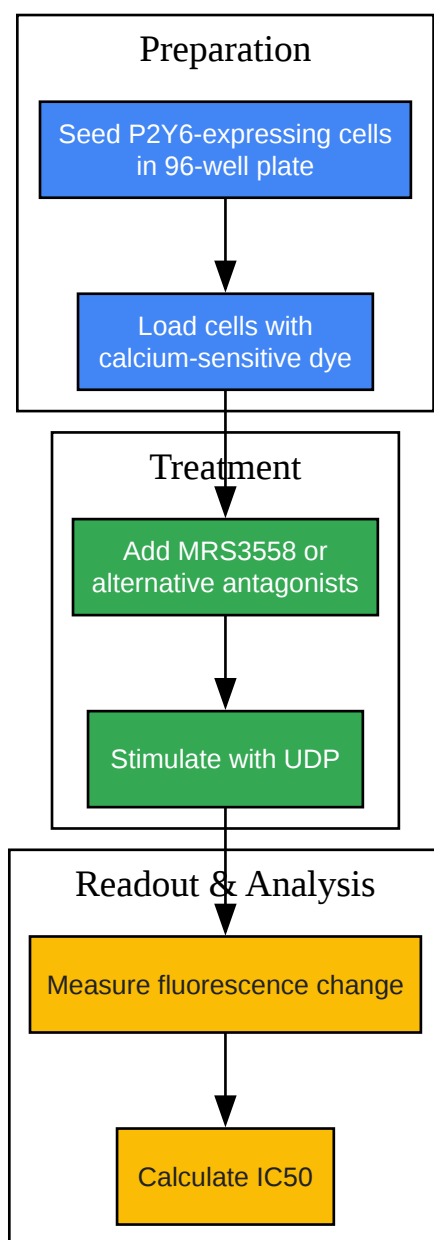 Preparation
Seed P2Y6-expressing cells
in 96-well plate
Load cells with
calcium-sensitive dye
Treatment
Add MRS3558 or
alternative antagonists
Stimulate with UDP
Readout & Analysis
Measure fluorescence change
Calculate IC50